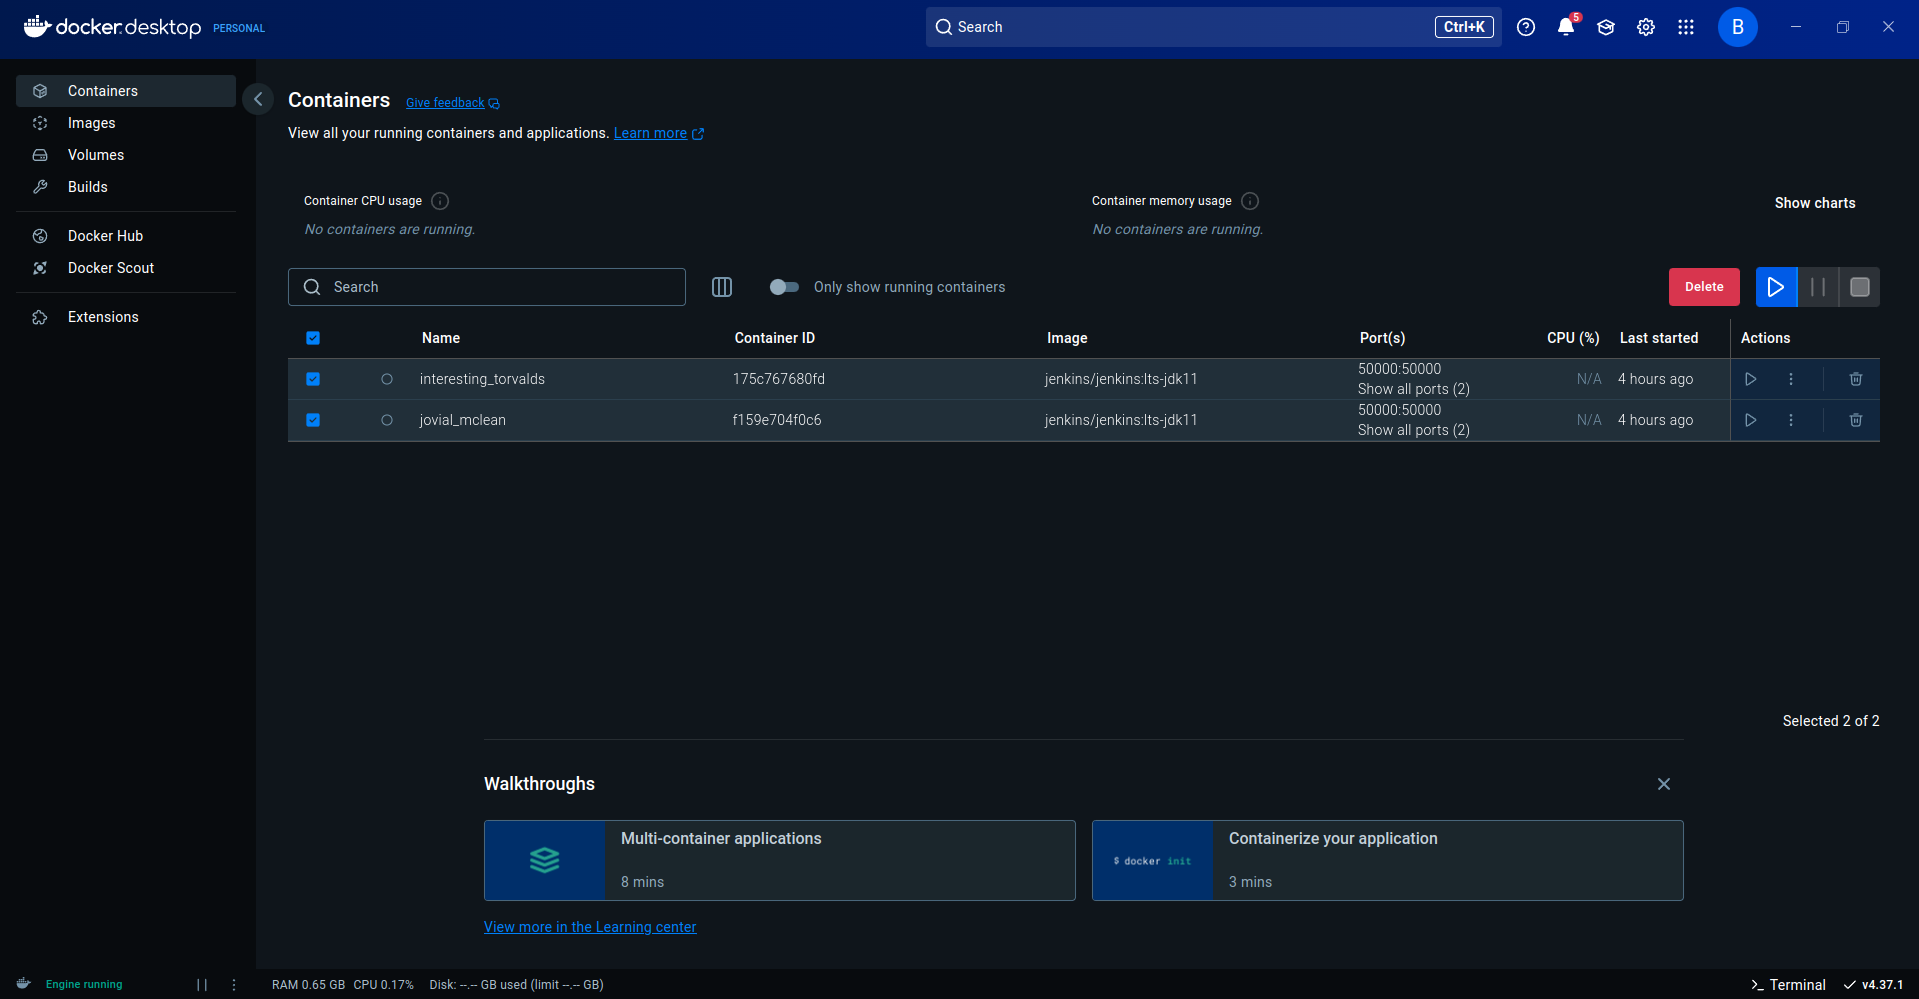 docker.desktop PERSONAL
Search Ctrl+K
5
B
Containers
Images
Volumes
Builds
Docker Hub
Docker Scout
Extensions
Containers Give feedback
View all your running containers and applications. Learn more
Container CPU usage
No containers are running.
Container memory usage
No containers are running.
Show charts
Search
Only show running containers
Delete
Name Container ID Image Port(s) CPU (%) Last started Actions
interesting_torvalds 175c767680fd jenkins/jenkins:lts-jdk11 50000:50000 N/A 4 hours ago
Show all ports (2)
jovial_mclean f159e704f0c6 jenkins/jenkins:lts-jdk11 50000:50000 N/A 4 hours ago
Show all ports (2)
Selected 2 of 2
Walkthroughs
Multi-container applications
8 mins
$ docker init
Containerize your application
3 mins
View more in the Learning center
Engine running
RAM 0.65 GB CPU 0.17% Disk: --.-- GB used (limit --.-- GB)
Terminal
v4.37.1